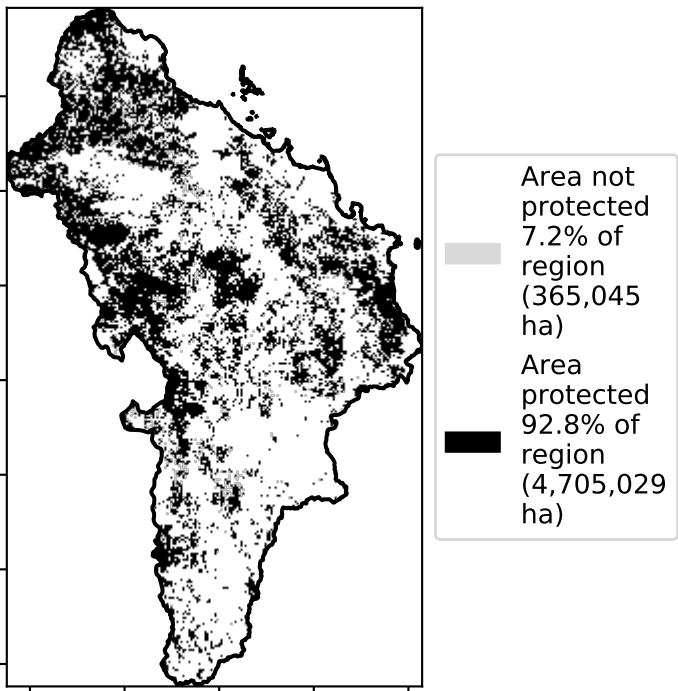 Area not
protected
7.2% of
region
(365,045
ha)
Area
protected
92.8% of
region
(4,705,029
ha)